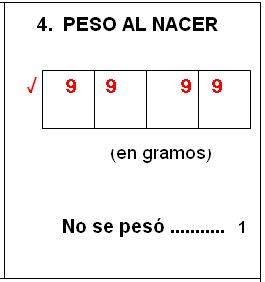 4. PESO AL NACER
√ 9 9 9 9
(en gramos)
No se pesó ........... 1